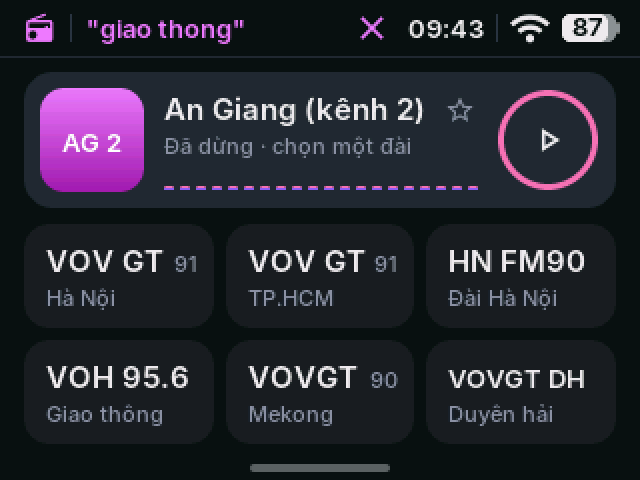 "giao thong" 09:43 87
AG 2
An Giang (kênh 2)
Đã dừng · chọn một đài
VOV GT 91
Hà Nội
VOV GT 91
TP.HCM
HN FM90
Đài Hà Nội
VOH 95.6
Giao thông
VOVGT 90
Mekong
VOVGT DH
Duyên hải